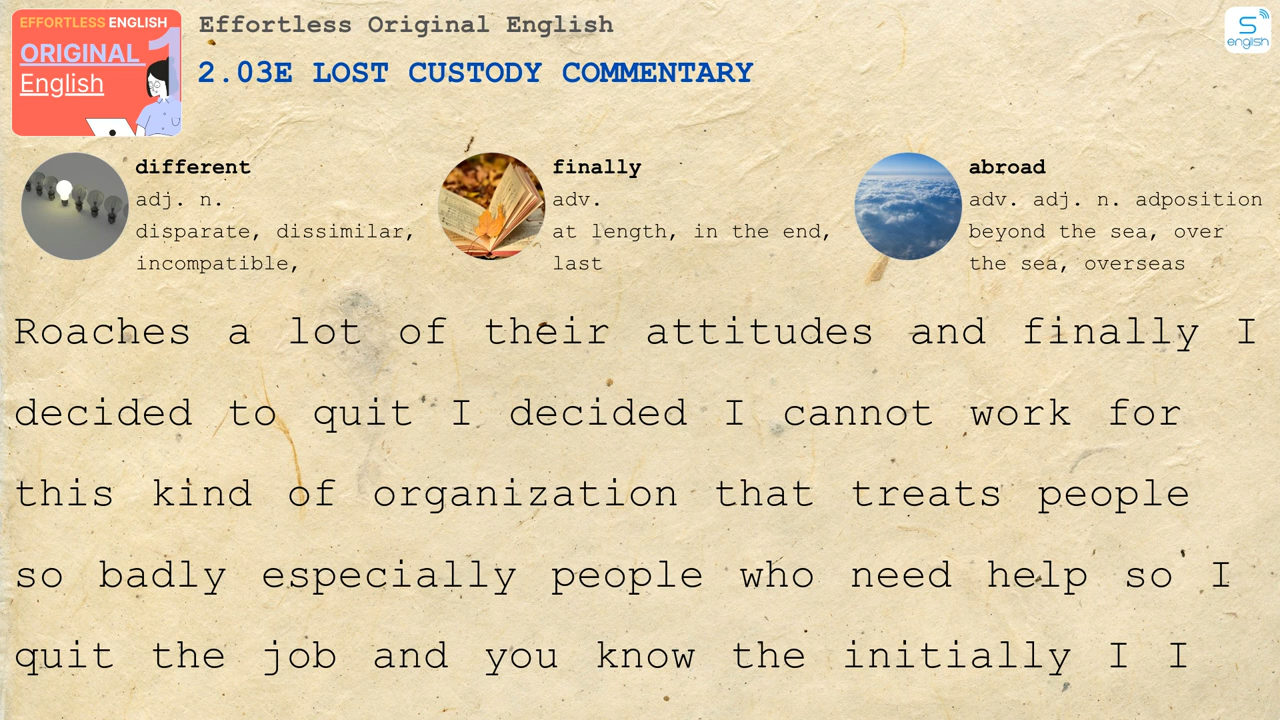 EFFORTLESS ENGLISH
ORIGINAL 1
English
Effortless Original English
2.03E LOST CUSTODY COMMENTARY
S
english
different
adj. n.
disparate, dissimilar,
incompatible,
finally
adv.
at length, in the end,
last
abroad
adv. adj. n. adposition
beyond the sea, over
the sea, overseas
Roaches a lot of their attitudes and finally I
decided to quit I decided I cannot work for
this kind of organization that treats people
so badly especially people who need help so I
quit the job and you know the initially I I